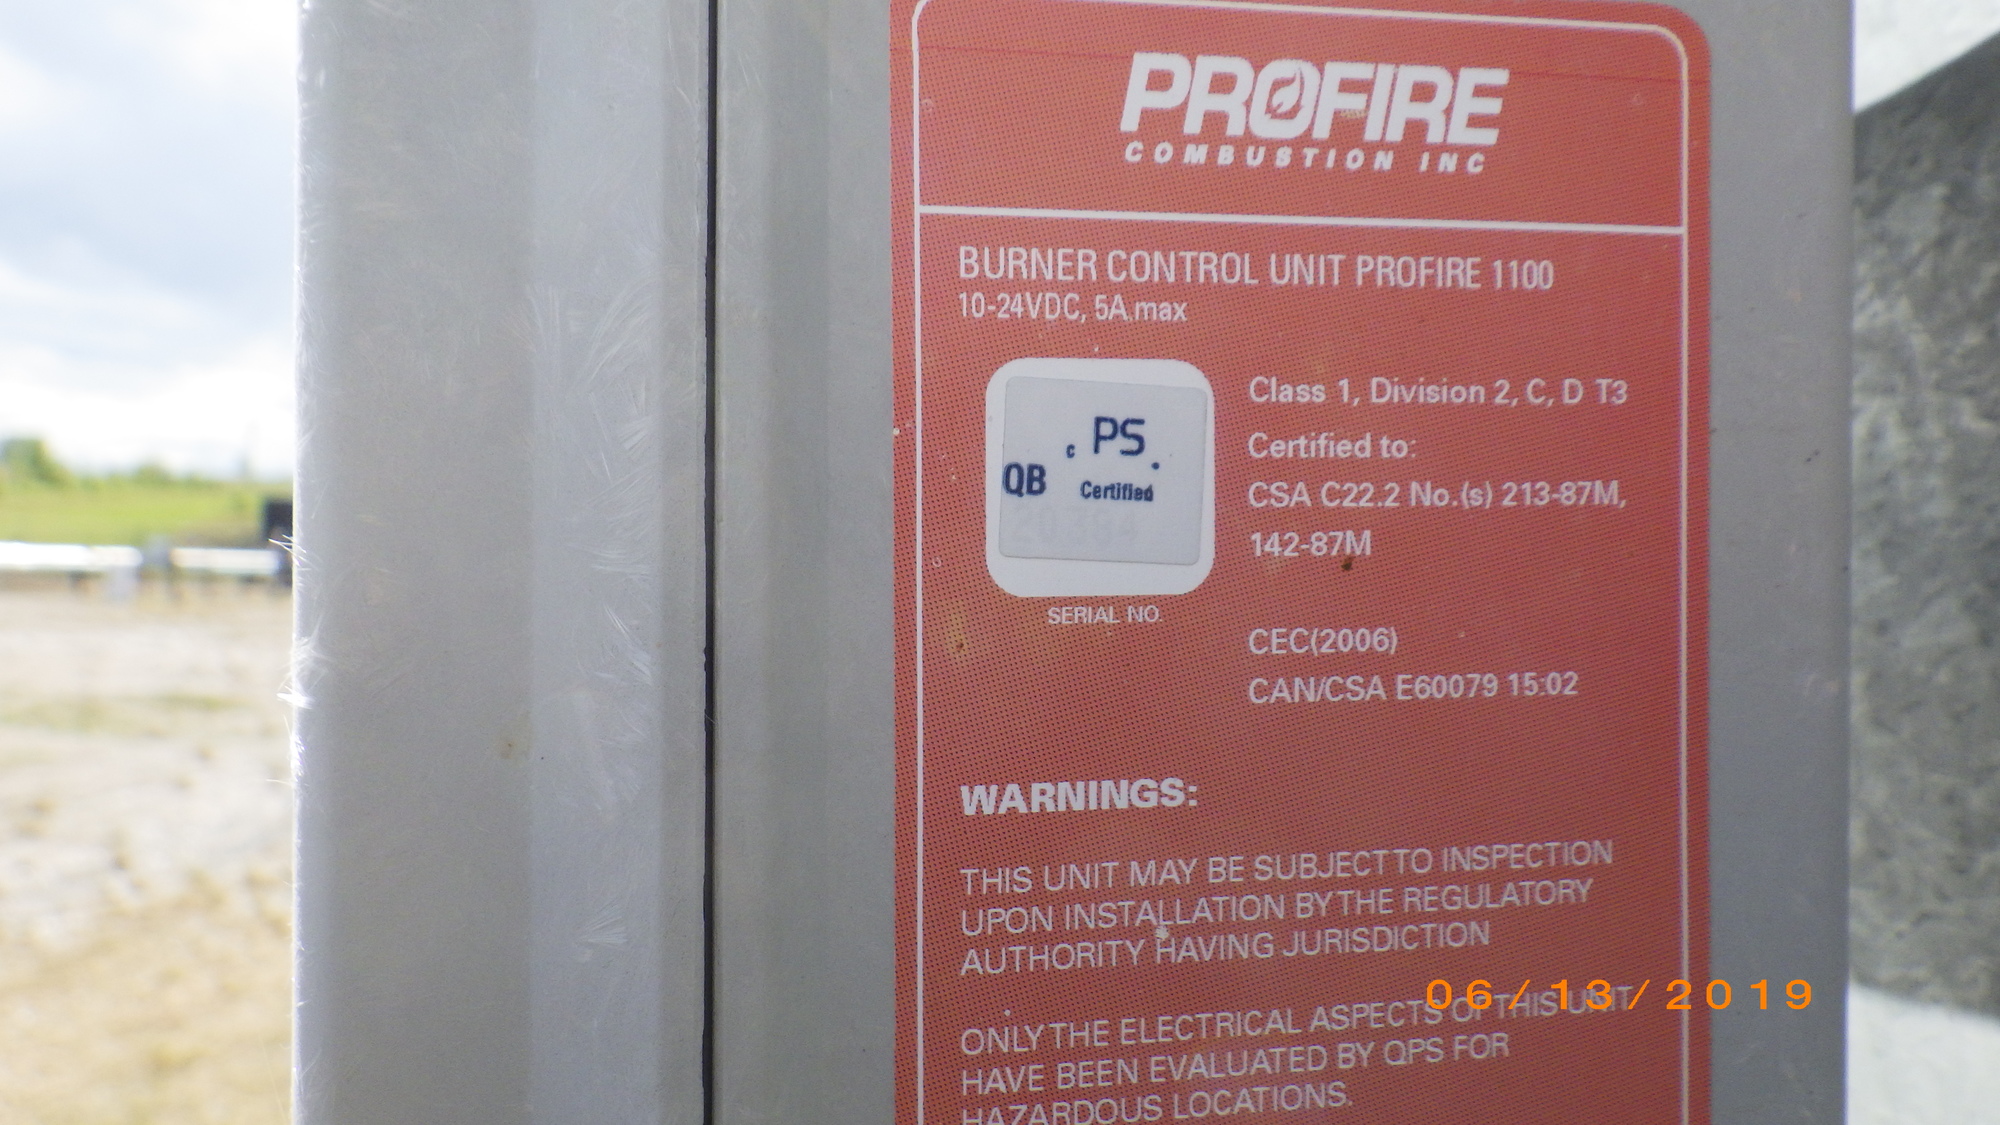 PROFIRE
COMBUSTION INC
BURNER CONTROL UNIT PROFIRE 1100
10-24VDC, 5A max
c PS.
QB Certified
SERIAL NO.
Class 1, Division 2, C, D T3
Certified to:
CSA C22.2 No.(s) 213-87M,
142-87M
CEC(2006)
CAN/CSA E60079 15:02
WARNINGS:
THIS UNIT MAY BE SUBJECT TO INSPECTION
UPON INSTALLATION BY THE REGULATORY
AUTHORITY HAVING JURISDICTION
ONLY THE ELECTRICAL ASPECTS OF THIS UNIT
HAVE BEEN EVALUATED BY QPS FOR
HAZARDOUS LOCATIONS.
06/13/2019